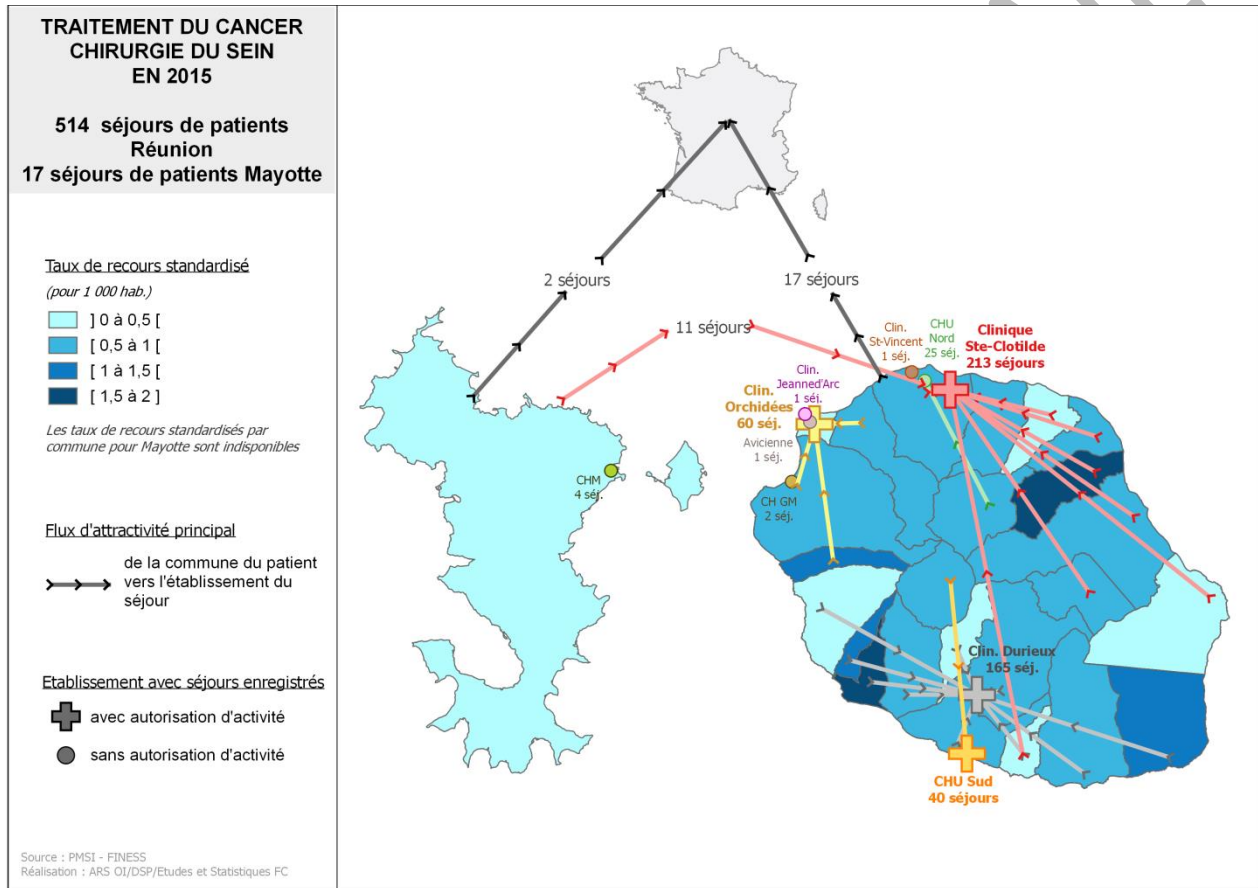 TRAITEMENT DU CANCER
CHIRURGIE DU SEIN
EN 2015
514 séjours de patients
Réunion
17 séjours de patients Mayotte
Taux de recours standardisé
(pour 1 000 hab.)
] 0 à 0,5 [
[ 0,5 à 1 [
[ 1 à 1,5 [
[ 1,5 à 2 ]
Les taux de recours standardisés par
commune pour Mayotte sont indisponibles
Flux d'attractivité principal
de la commune du patient
vers l'établissement du
séjour
Etablissement avec séjours enregistrés
avec autorisation d'activité
sans autorisation d'activité
Source : PMSI - FINESS
Réalisation : ARS OI/DSP/Etudes et Statistiques FC
2 séjours
17 séjours
11 séjours
Clin.
St-Vincent
1 séj.
CHU
Nord
25 séj.
Clinique
Ste-Clotilde
213 séjours
Clin.
Jeanned'Arc
1 séj.
Clin.
Orchidées
60 séj.
Avicienne
1 séj.
CHM
4 séj.
CH GM
2 séj.
Clin. Durieux
165 séj.
CHU Sud
40 séjours